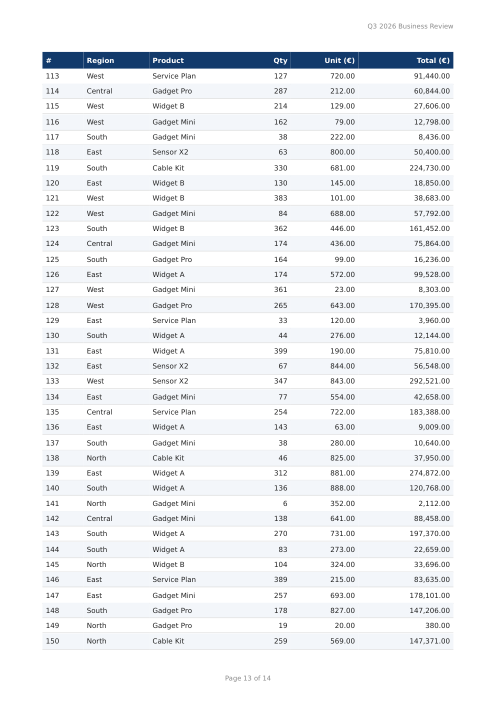 Q3 2026 Business Review
# Region Product Qty Unit (€) Total (€)
113 West Service Plan 127 720.00 91,440.00
114 Central Gadget Pro 287 212.00 60,844.00
115 West Widget B 214 129.00 27,606.00
116 West Gadget Mini 162 79.00 12,798.00
117 South Gadget Mini 38 222.00 8,436.00
118 East Sensor X2 63 800.00 50,400.00
119 South Cable Kit 330 681.00 224,730.00
120 East Widget B 130 145.00 18,850.00
121 West Widget B 383 101.00 38,683.00
122 West Gadget Mini 84 688.00 57,792.00
123 South Widget B 362 446.00 161,452.00
124 Central Gadget Mini 174 436.00 75,864.00
125 South Gadget Pro 164 99.00 16,236.00
126 East Widget A 174 572.00 99,528.00
127 West Gadget Mini 361 23.00 8,303.00
128 West Gadget Pro 265 643.00 170,395.00
129 East Service Plan 33 120.00 3,960.00
130 South Widget A 44 276.00 12,144.00
131 East Widget A 399 190.00 75,810.00
132 East Sensor X2 67 844.00 56,548.00
133 West Sensor X2 347 843.00 292,521.00
134 East Gadget Mini 77 554.00 42,658.00
135 Central Service Plan 254 722.00 183,388.00
136 East Widget A 143 63.00 9,009.00
137 South Gadget Mini 38 280.00 10,640.00
138 North Cable Kit 46 825.00 37,950.00
139 East Widget A 312 881.00 274,872.00
140 South Widget A 136 888.00 120,768.00
141 North Gadget Mini 6 352.00 2,112.00
142 Central Gadget Mini 138 641.00 88,458.00
143 South Widget A 270 731.00 197,370.00
144 South Widget A 83 273.00 22,659.00
145 North Widget B 104 324.00 33,696.00
146 East Service Plan 389 215.00 83,635.00
147 East Gadget Mini 257 693.00 178,101.00
148 South Gadget Pro 178 827.00 147,206.00
149 North Gadget Pro 19 20.00 380.00
150 North Cable Kit 259 569.00 147,371.00
Page 13 of 14